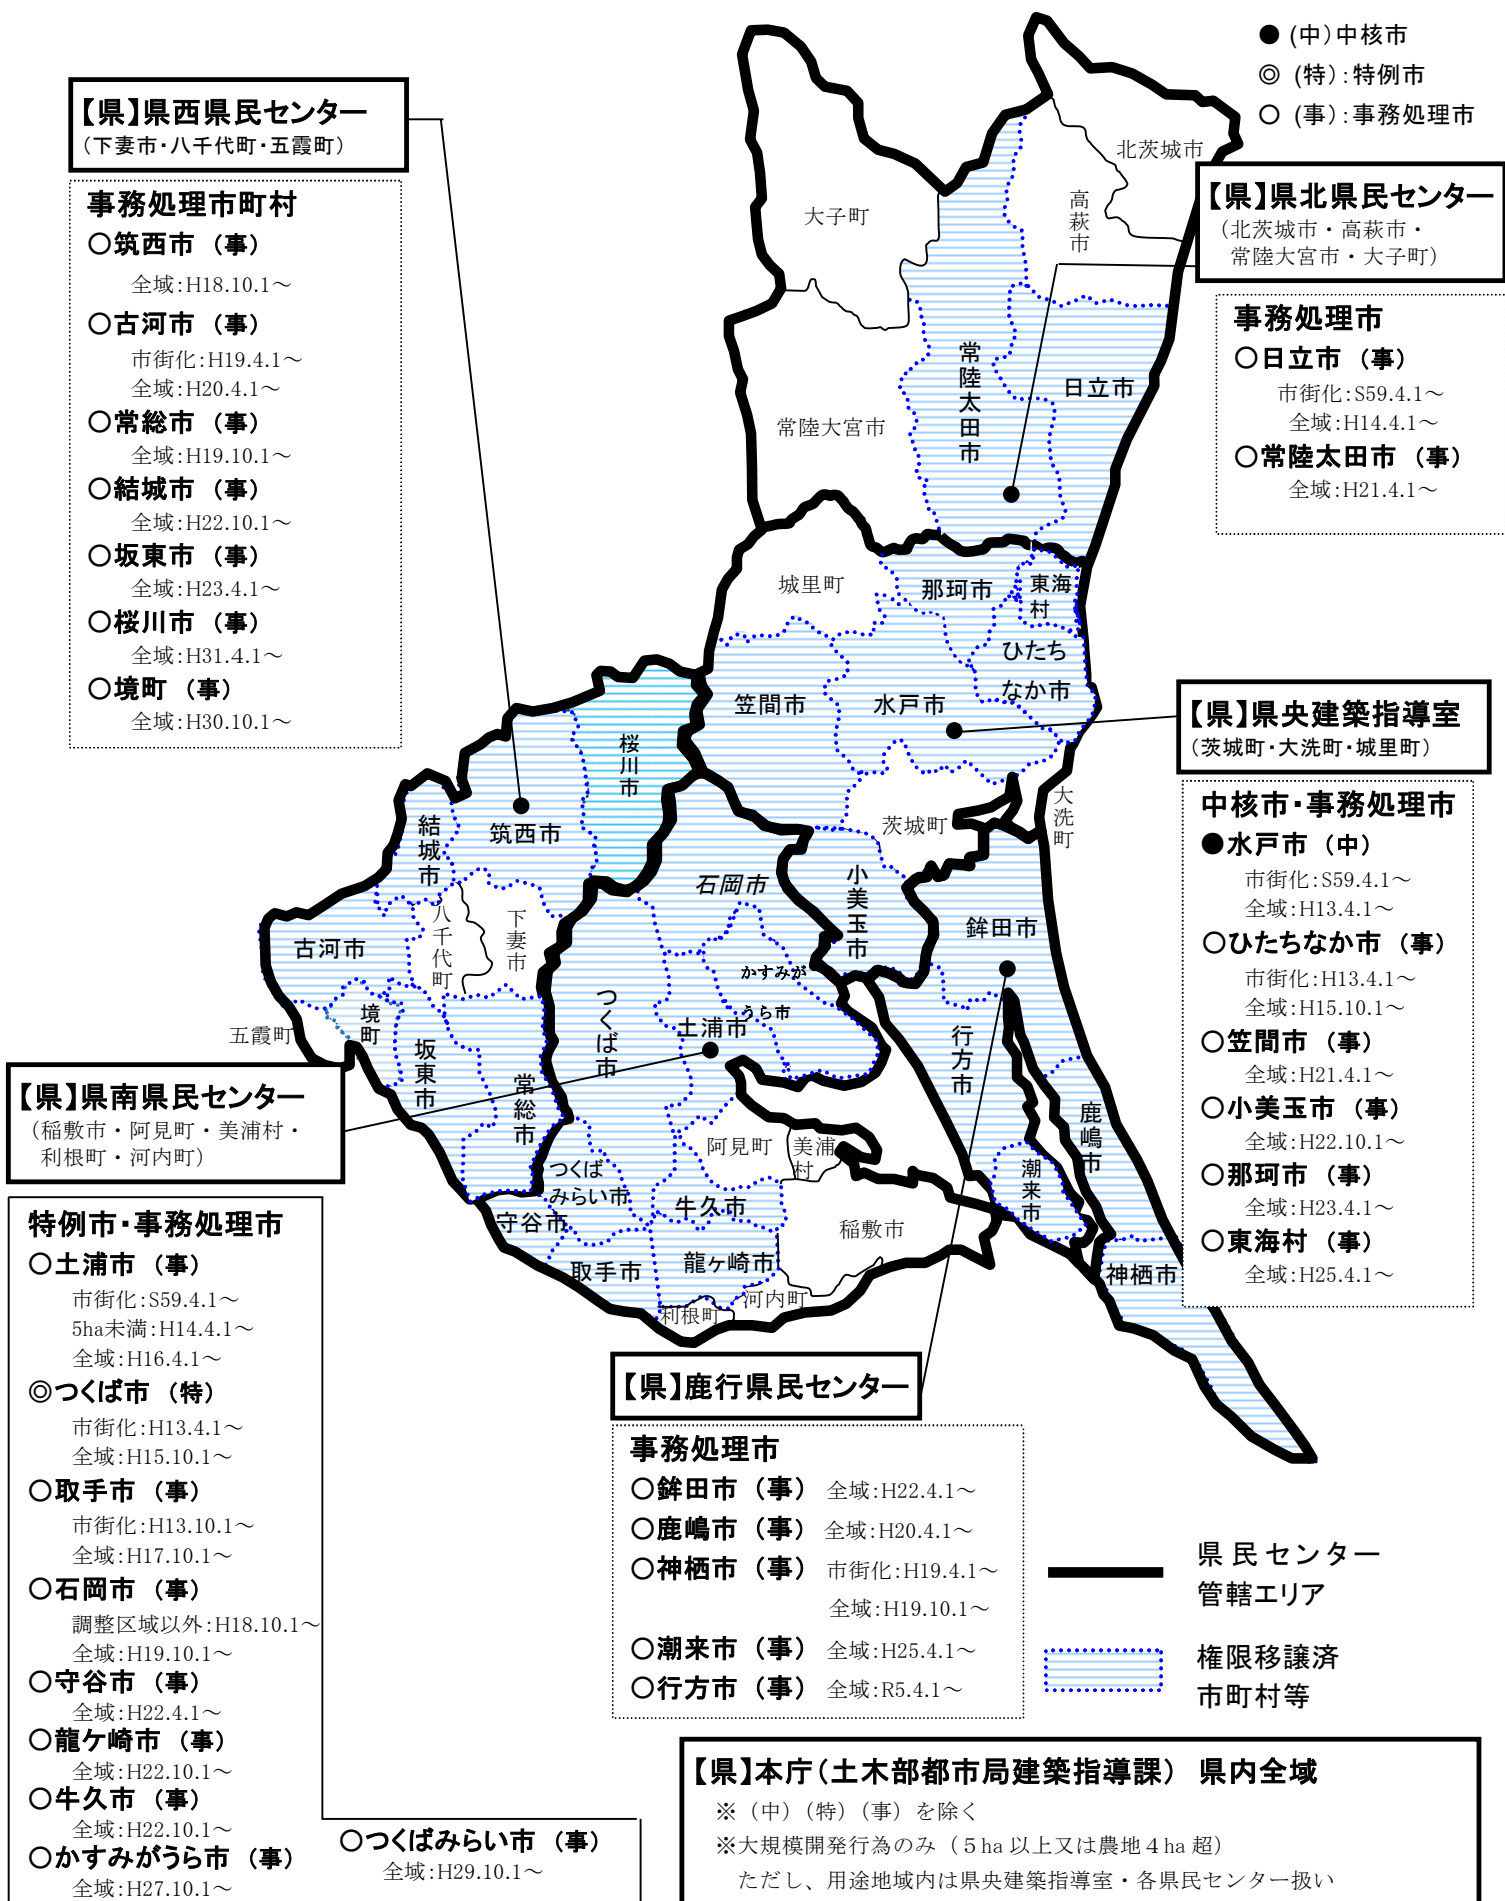 ● (中)中核市
◎ (特):特例市
○ (事):事務処理市
【県】県西県民センター
(下妻市・八千代町・五霞町)
事務処理市町村
○筑西市 (事)
全域:H18.10.1～
○古河市 (事)
市街化:H19.4.1～
全域:H20.4.1～
○常総市 (事)
全域:H19.10.1～
○結城市 (事)
全域:H22.10.1～
○坂東市 (事)
全域:H23.4.1～
○桜川市 (事)
全域:H31.4.1～
○境町 (事)
全域:H30.10.1～
【県】県北県民センター
(北茨城市・高萩市・
常陸大宮市・大子町)
事務処理市
○日立市 (事)
市街化:S59.4.1～
全域:H14.4.1～
○常陸太田市 (事)
全域:H21.4.1～
北茨城市
高萩市
大子町
常陸太田市
日立市
常陸大宮市
城里町
那珂市
東海
村
ひたち
なか市
笠間市
水戸市
桜川市
筑西市
結城市
茨城町
大洗町
石岡市
小美玉市
鉾田市
古河市
八千代町
下妻市
かすみが
うら市
つくば市
土浦市
境町
五霞町
坂東市
常総市
行方市
鹿嶋市
潮来市
阿見町
美浦
村
つくば
みらい市
牛久市
守谷市
稲敷市
取手市
龍ヶ崎市
河内町
利根町
神栖市
【県】県央建築指導室
(茨城町・大洗町・城里町)
中核市・事務処理市
●水戸市 (中)
市街化:S59.4.1～
全域:H13.4.1～
○ひたちなか市 (事)
市街化:H13.4.1～
全域:H15.10.1～
○笠間市 (事)
全域:H21.4.1～
○小美玉市 (事)
全域:H22.10.1～
○那珂市 (事)
全域:H23.4.1～
○東海村 (事)
全域:H25.4.1～
【県】県南県民センター
(稲敷市・阿見町・美浦村・
利根町・河内町)
特例市・事務処理市
○土浦市 (事)
市街化:S59.4.1～
5ha未満:H14.4.1～
全域:H16.4.1～
◎つくば市 (特)
市街化:H13.4.1～
全域:H15.10.1～
○取手市 (事)
市街化:H13.10.1～
全域:H17.10.1～
○石岡市 (事)
調整区域以外:H18.10.1～
全域:H19.10.1～
○守谷市 (事)
全域:H22.4.1～
○龍ケ崎市 (事)
全域:H22.10.1～
○牛久市 (事)
全域:H22.10.1～
○かすみがうら市 (事)
全域:H27.10.1～
○つくばみらい市 (事)
全域:H29.10.1～
【県】鹿行県民センター
事務処理市
○鉾田市 (事) 全域:H22.4.1～
○鹿嶋市 (事) 全域:H20.4.1～
○神栖市 (事) 市街化:H19.4.1～
全域:H19.10.1～
○潮来市 (事) 全域:H25.4.1～
○行方市 (事) 全域:R5.4.1～
県民センター
管轄エリア
権限移譲済
市町村等
【県】本庁(土木部都市局建築指導課) 県内全域
※(中)(特)(事)を除く
※大規模開発行為のみ(5ha以上又は農地4ha超)
ただし、用途地域内は県央建築指導室・各県民センター扱い